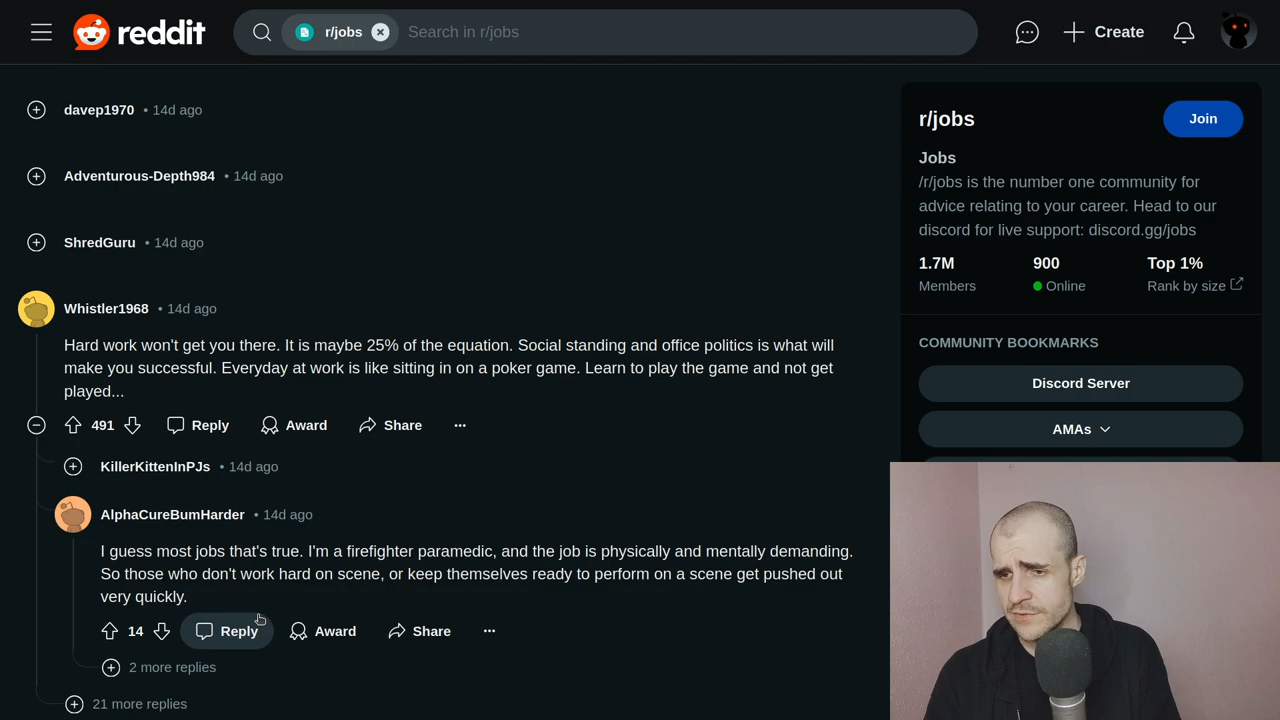 reddit
r/jobs
Search in r/jobs
Create
davep1970 • 14d ago
Adventurous-Depth984 • 14d ago
ShredGuru • 14d ago
Whistler1968 • 14d ago
Hard work won't get you there. It is maybe 25% of the equation. Social standing and office politics is what will
make you successful. Everyday at work is like sitting in on a poker game. Learn to play the game and not get
played...
491 Reply Award Share
KillerKittenInPJs • 14d ago
AlphaCureBumHarder • 14d ago
I guess most jobs that's true. I'm a firefighter paramedic, and the job is physically and mentally demanding.
So those who don't work hard on scene, or keep themselves ready to perform on a scene get pushed out
very quickly.
14 Reply Award Share
2 more replies
21 more replies
r/jobs
Join
Jobs
/r/jobs is the number one community for
advice relating to your career. Head to our
discord for live support: discord.gg/jobs
1.7M 900 Top 1%
Members Online Rank by size
COMMUNITY BOOKMARKS
Discord Server
AMAs